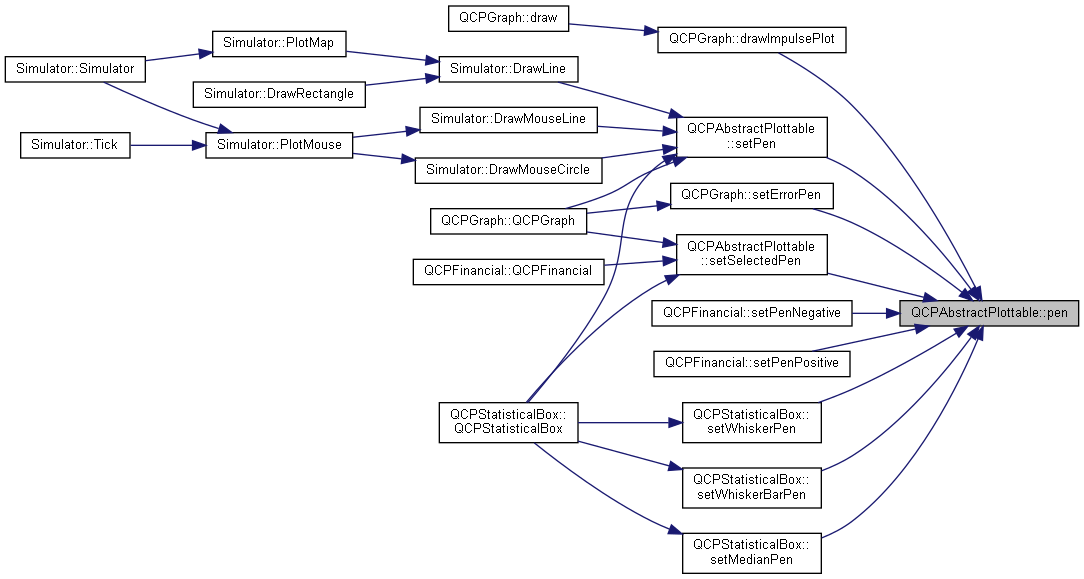 QCPGraph::draw
QCPGraph::drawImpulsePlot
Simulator::PlotMap
Simulator::Simulator
Simulator::DrawLine
Simulator::DrawRectangle
Simulator::DrawMouseLine
QCPAbstractPlottable
::setPen
Simulator::Tick
Simulator::PlotMouse
Simulator::DrawMouseCircle
QCPGraph::setErrorPen
QCPGraph::QCPGraph
QCPAbstractPlottable
::setSelectedPen
QCPFinancial::QCPFinancial
QCPFinancial::setPenNegative
QCPAbstractPlottable::pen
QCPFinancial::setPenPositive
QCPStatisticalBox::
QCPStatisticalBox
QCPStatisticalBox::
setWhiskerPen
QCPStatisticalBox::
setWhiskerBarPen
QCPStatisticalBox::
setMedianPen